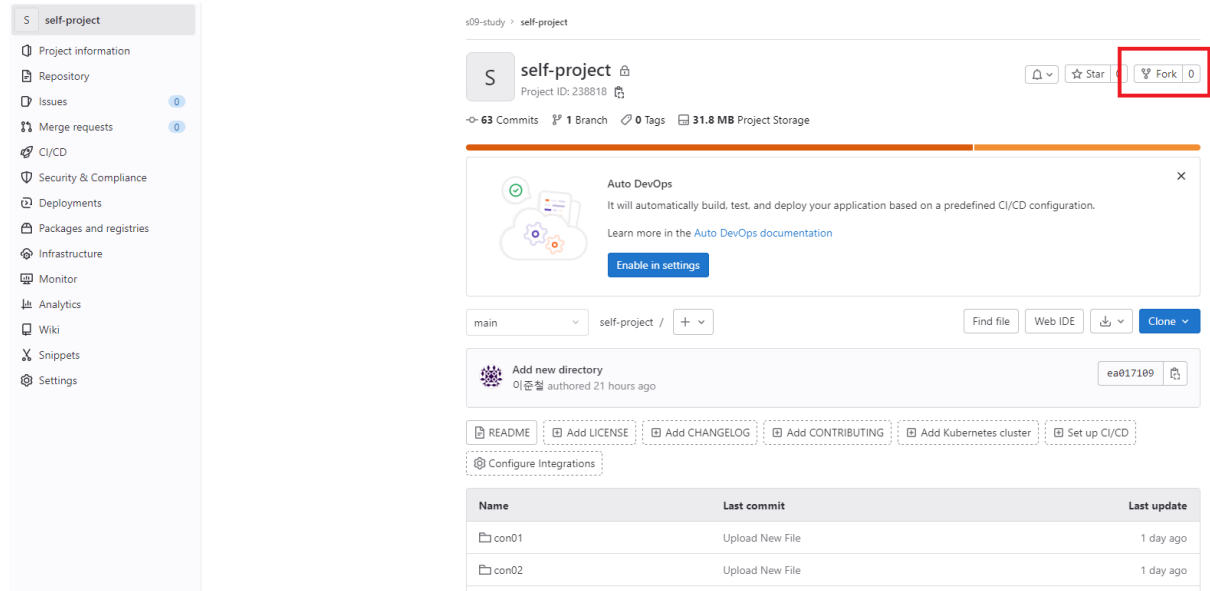 S self-project
Project information
Repository
Issues 0
Merge requests 0
CI/CD
Security & Compliance
Deployments
Packages and registries
Infrastructure
Monitor
Analytics
Wiki
Snippets
Settings
s09-study > self-project
S
self-project
Project ID: 238818
Star
Fork 0
63 Commits 1 Branch 0 Tags 31.8 MB Project Storage
Auto DevOps
It will automatically build, test, and deploy your application based on a predefined CI/CD configuration.
Learn more in the Auto DevOps documentation
Enable in settings
main self-project / + Find file Web IDE Clone
Add new directory
이준철 authored 21 hours ago
ea017109
README Add LICENSE Add CHANGELOG Add CONTRIBUTING Add Kubernetes cluster Set up CI/CD
Configure Integrations
Name Last commit Last update
con01 Upload New File 1 day ago
con02 Upload New File 1 day ago